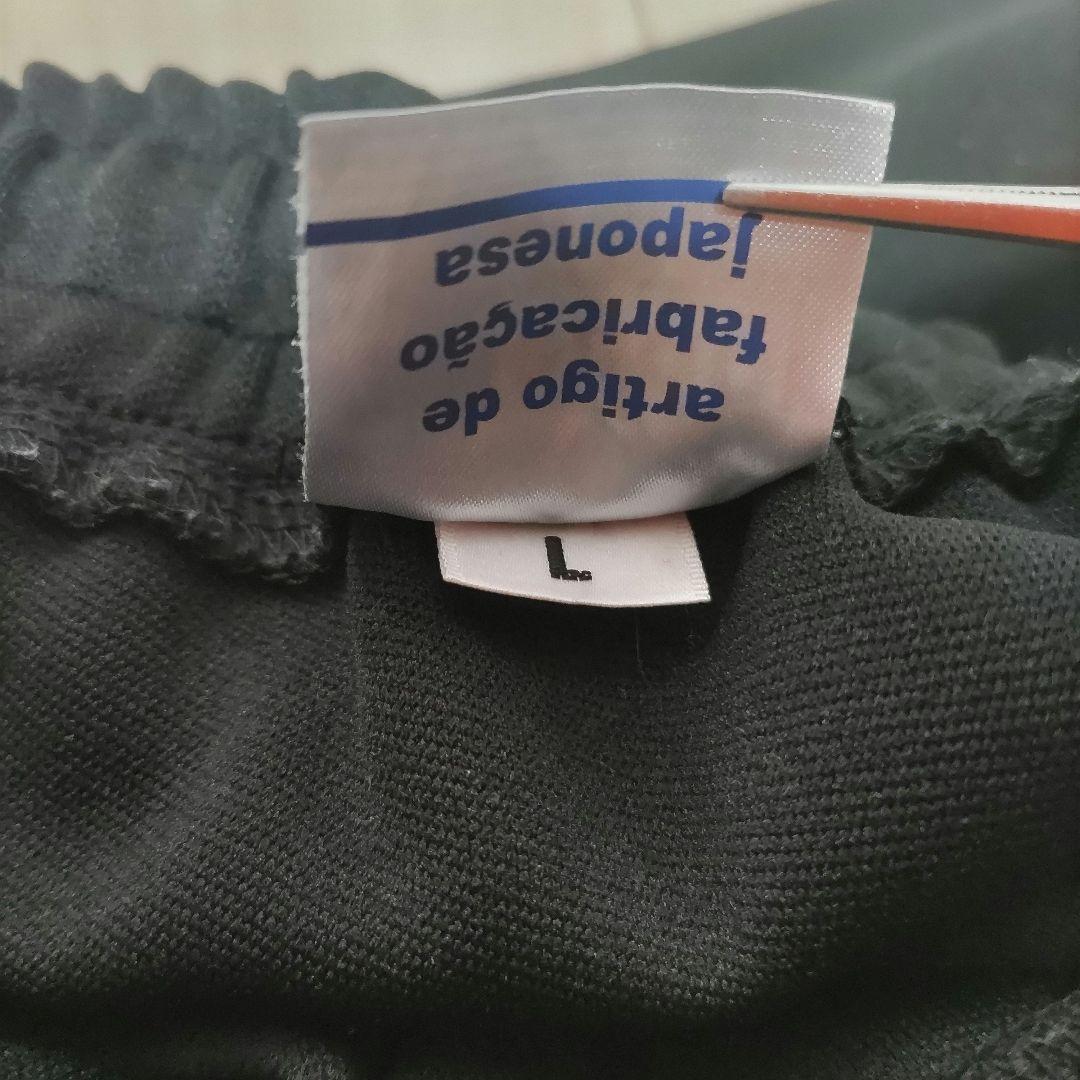 artigo de
fabricação
japonesa
L